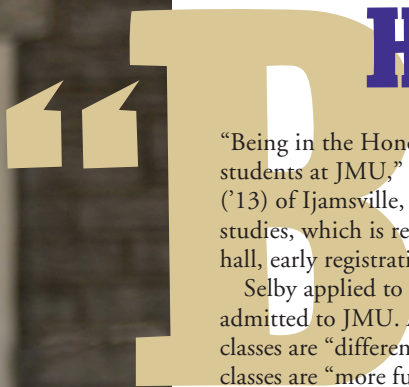 H
“B
“Being in the Hono
students at JMU,”
(’13) of Ijamsville,
studies, which is re
hall, early registrati
Selby applied to
admitted to JMU.
classes are “differen
classes are “more fu